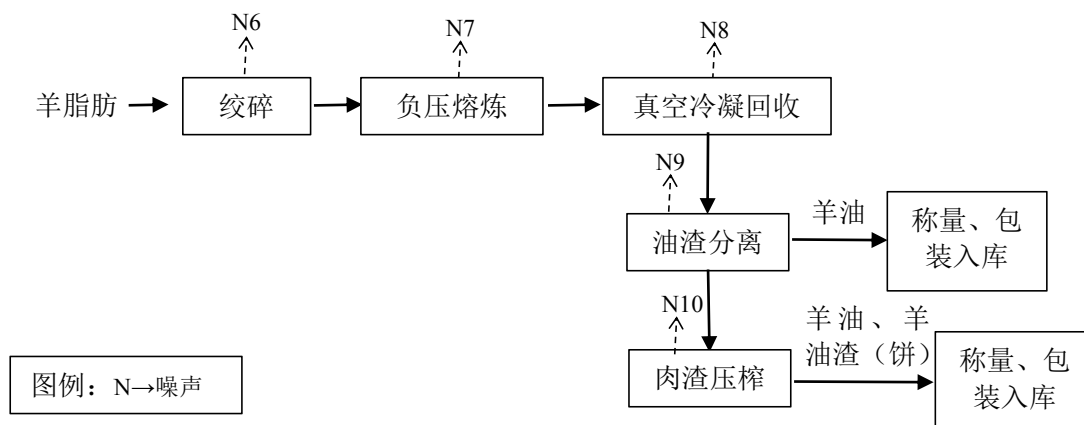 N6
N7
N8
羊脂肪
绞碎
负压熔炼
真空冷凝回收
N9
油渣分离
羊油
称量、包
装入库
N10
肉渣压榨
羊油、羊
油渣（饼）
称量、包
装入库
图例：N→噪声